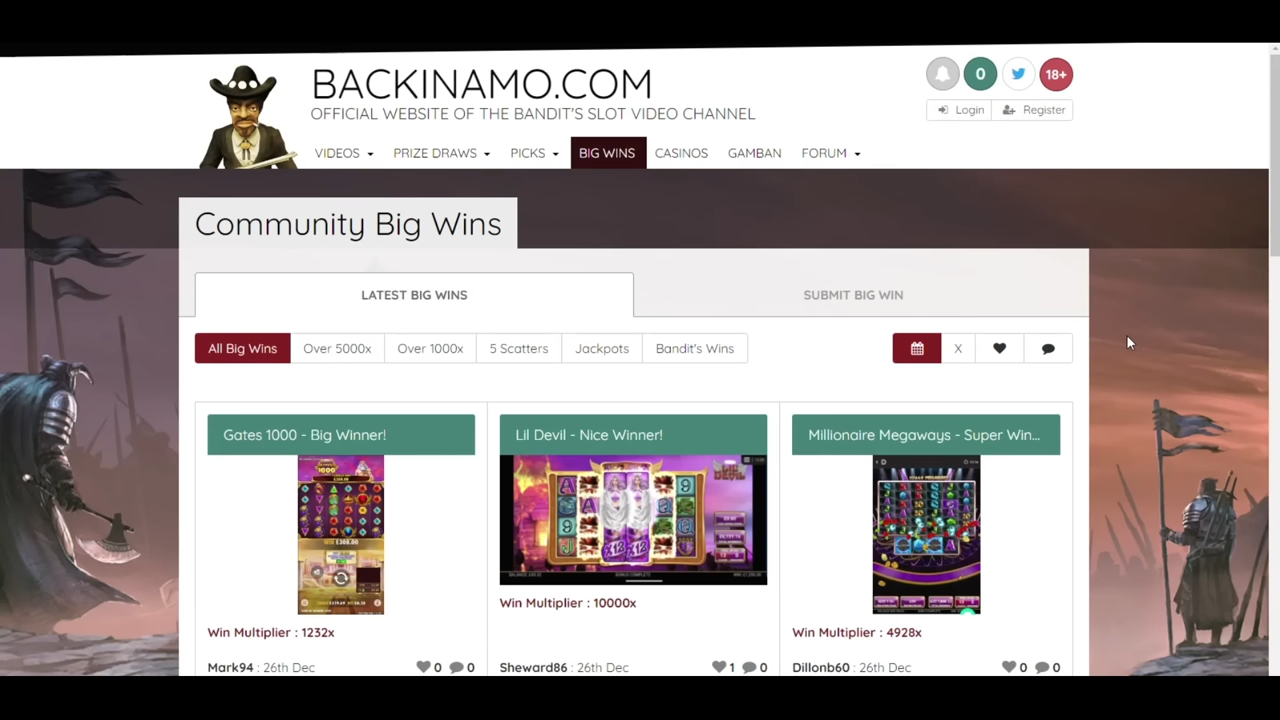 BACKINAMO.COM
OFFICIAL WEBSITE OF THE BANDIT'S SLOT VIDEO CHANNEL
0
18+
Login
Register
VIDEOS
PRIZE DRAWS
PICKS
BIG WINS
CASINOS
GAMBAN
FORUM
Community Big Wins
LATEST BIG WINS
SUBMIT BIG WIN
All Big Wins
Over 5000x
Over 1000x
5 Scatters
Jackpots
Bandit's Wins
X
Gates 1000 - Big Winner!
Lil Devil - Nice Winner!
Millionaire Megaways - Super Win...
Win Multiplier : 1232x
Win Multiplier : 10000x
Win Multiplier : 4928x
Mark94 : 26th Dec
0 0
Sheward86 : 26th Dec
1 0
Dillonb60 : 26th Dec
0 0